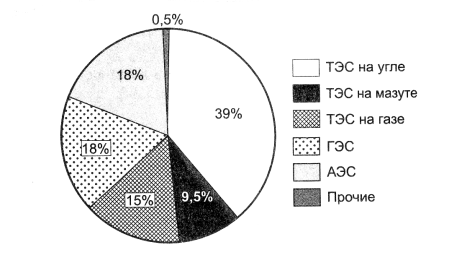 0,5%
18%
39%
18%
15%
9,5%
ТЭС на угле
ТЭС на мазуте
ТЭС на газе
ГЭС
АЭС
Прочие